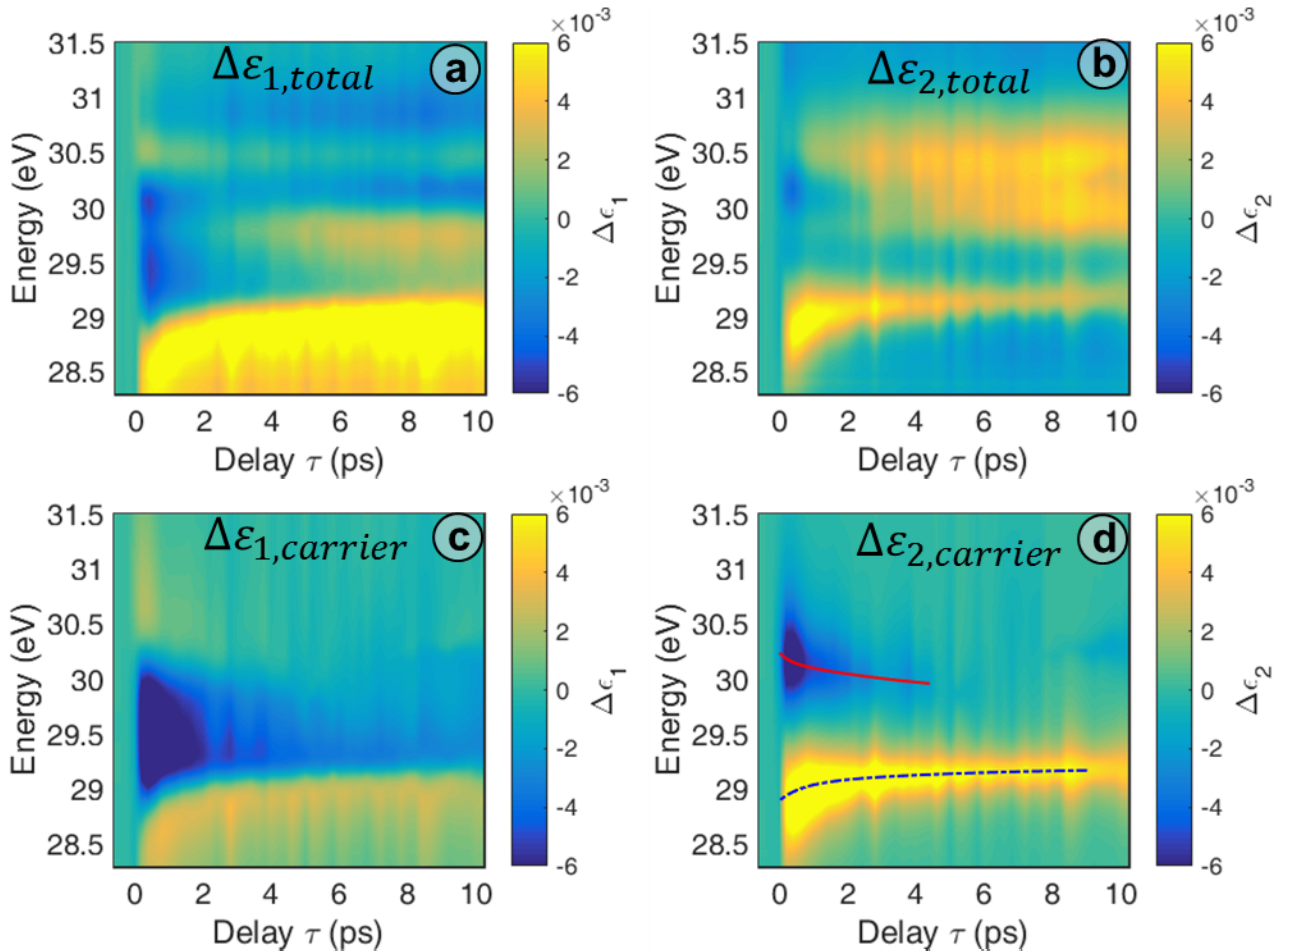 ×10⁻³
31.5
31
30.5
30
29.5
29
28.5
Energy (eV)
Δε₁,total
a
6
4
2
0
-2
-4
-6
Δϵ₁
0 2 4 6 8 10
Delay τ (ps)
×10⁻³
31.5
31
30.5
30
29.5
29
28.5
Energy (eV)
Δε₂,total
b
6
4
2
0
-2
-4
-6
Δϵ₂
0 2 4 6 8 10
Delay τ (ps)
×10⁻³
31.5
31
30.5
30
29.5
29
28.5
Energy (eV)
Δε₁,carrier
c
6
4
2
0
-2
-4
-6
Δϵ₁
0 2 4 6 8 10
Delay τ (ps)
×10⁻³
31.5
31
30.5
30
29.5
29
28.5
Energy (eV)
Δε₂,carrier
d
6
4
2
0
-2
-4
-6
Δϵ₂
0 2 4 6 8 10
Delay τ (ps)